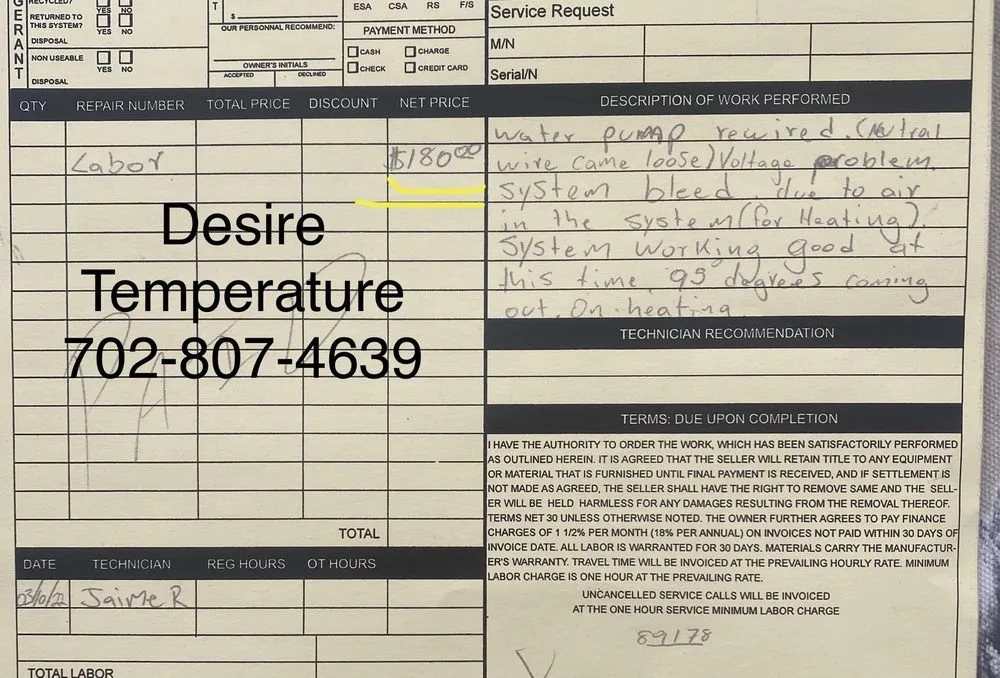 RECYCLED?
YES NO
RETURNED TO
THIS SYSTEM?
YES NO
DISPOSAL
NON USEABLE
YES NO
DISPOSAL
G
E
R
A
N
T
T
$
OUR PERSONNAL RECOMMEND:
OWNER'S INITIALS
ACCEPTED DECLINED
ESA CSA RS F/S
PAYMENT METHOD
CASH CHARGE
CHECK CREDIT CARD
Service Request
M/N
Serial/N
QTY REPAIR NUMBER TOTAL PRICE DISCOUNT NET PRICE
Labor $180.00
Desire
Temperature
702-807-4639
PAID
TOTAL
DATE TECHNICIAN REG HOURS OT HOURS
03/10/22 Jaime R
TOTAL LABOR
DESCRIPTION OF WORK PERFORMED
water pump rewired. (Nutral
wire came loose) Voltage problem.
System bleed due to air
in the system (for Heating).
System working good at
this time. 99 degrees coming
out. On heating.
TECHNICIAN RECOMMENDATION
TERMS: DUE UPON COMPLETION
I HAVE THE AUTHORITY TO ORDER THE WORK, WHICH HAS BEEN SATISFACTORILY PERFORMED
AS OUTLINED HEREIN. IT IS AGREED THAT THE SELLER WILL RETAIN TITLE TO ANY EQUIPMENT
OR MATERIAL THAT IS FURNISHED UNTIL FINAL PAYMENT IS RECEIVED, AND IF SETTLEMENT IS
NOT MADE AS AGREED, THE SELLER SHALL HAVE THE RIGHT TO REMOVE SAME AND THE SELL-
ER WILL BE HELD HARMLESS FOR ANY DAMAGES RESULTING FROM THE REMOVAL THEREOF.
TERMS NET 30 UNLESS OTHERWISE NOTED. THE OWNER FURTHER AGREES TO PAY FINANCE
CHARGES OF 1 1/2% PER MONTH (18% PER ANNUAL) ON INVOICES NOT PAID WITHIN 30 DAYS OF
INVOICE DATE. ALL LABOR IS WARRANTED FOR 30 DAYS. MATERIALS CARRY THE MANUFACTUR-
ER'S WARRANTY. TRAVEL TIME WILL BE INVOICED AT THE PREVAILING HOURLY RATE. MINIMUM
LABOR CHARGE IS ONE HOUR AT THE PREVAILING RATE.
UNCANCELLED SERVICE CALLS WILL BE INVOICED
AT THE ONE HOUR SERVICE MINIMUM LABOR CHARGE
89178